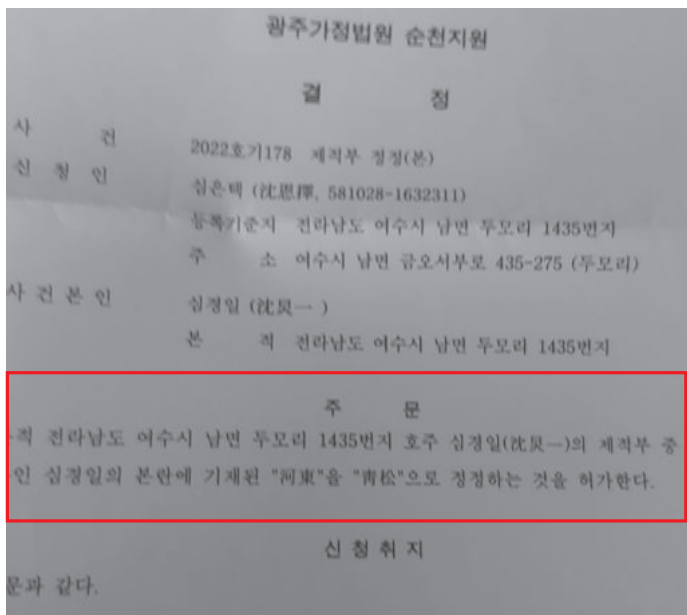 광주가정법원 순천지원
결 정
사 건 2022호기178 제적부 정정(본)
신 청 인 심은택 (沈恩澤, 581028-1632311)
등록기준지 전라남도 여수시 남면 두모리 1435번지
주 소 여수시 남면 금오서부로 435-275 (두모리)
사 건 본 인 심경일 (沈炅一 )
본 적 전라남도 여수시 남면 두모리 1435번지
주 문
적 전라남도 여수시 남면 두모리 1435번지 호주 심경일(沈炅一)의 제적부 중
인 심경일의 본란에 기재된 "河東"을 "靑松"으로 정정하는 것을 허가한다.
신 청 취 지
문과 같다.